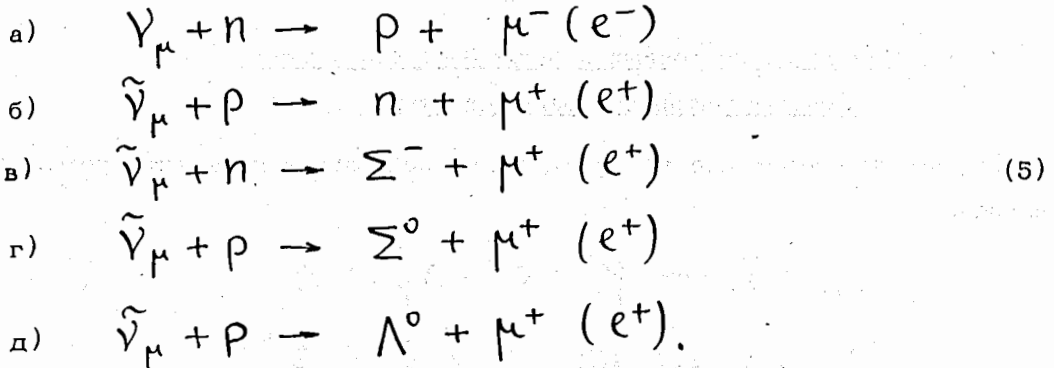 а) ν_μ + n → p + μ⁻ (e⁻)
б) ν̃_μ + p → n + μ⁺ (e⁺)
в) ν̃_μ + n → Σ⁻ + μ⁺ (e⁺) (5)
г) ν̃_μ + p → Σ⁰ + μ⁺ (e⁺)
д) ν̃_μ + p → Λ⁰ + μ⁺ (e⁺).